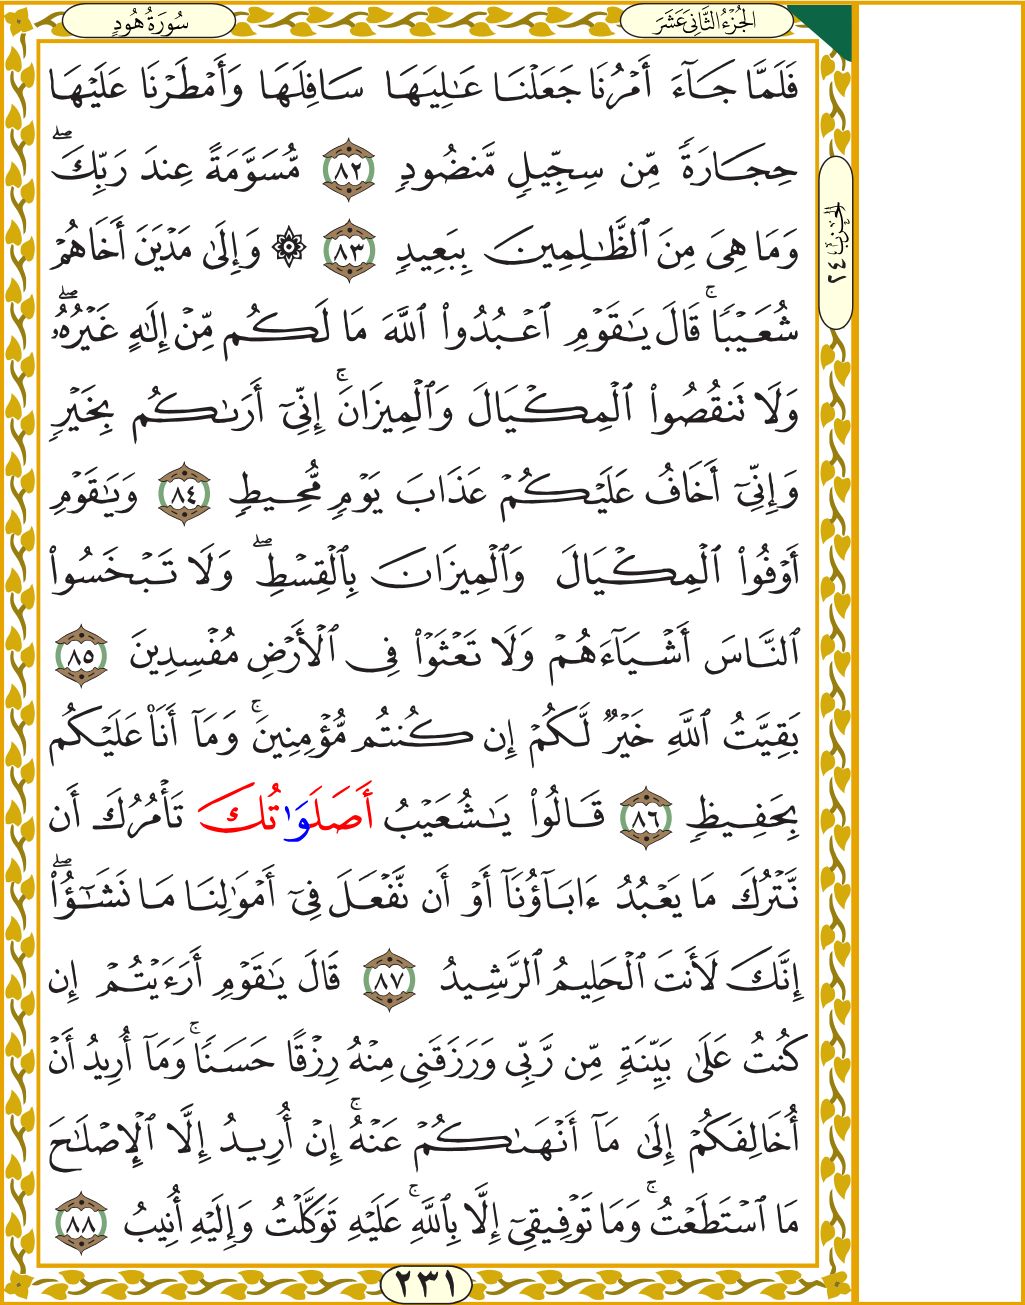 سُورَةُ هُودٍ
الجُزْءُ الثَّانِيَ عَشَرَ
فَلَمَّا جَآءَ أَمۡرُنَا جَعَلۡنَا عَٰلِيَهَا سَافِلَهَا وَأَمۡطَرۡنَا عَلَيۡهَا
حِجَارَةٗ مِّن سِجِّيلٖ مَّنضُودٖ ٨٢ مُّسَوَّمَةً عِندَ رَبِّكَۖ
وَمَا هِيَ مِنَ ٱلظَّٰلِمِينَ بِبَعِيدٖ ٨٣ ۞ وَإِلَىٰ مَدۡيَنَ أَخَاهُمۡ
شُعَيۡبٗاۚ قَالَ يَٰقَوۡمِ ٱعۡبُدُواْ ٱللَّهَ مَا لَكُم مِّنۡ إِلَٰهٍ غَيۡرُهُۥۖ
وَلَا تَنقُصُواْ ٱلۡمِكۡيَالَ وَٱلۡمِيزَانَۚ إِنِّيٓ أَرَىٰكُم بِخَيۡرٖ
وَإِنِّيٓ أَخَافُ عَلَيۡكُمۡ عَذَابَ يَوۡمٖ مُّحِيطٖ ٨٤ وَيَٰقَوۡمِ
أَوۡفُواْ ٱلۡمِكۡيَالَ وَٱلۡمِيزَانَ بِٱلۡقِسۡطِۖ وَلَا تَبۡخَسُواْ
ٱلنَّاسَ أَشۡيَآءَهُمۡ وَلَا تَعۡثَوۡاْ فِي ٱلۡأَرۡضِ مُفۡسِدِينَ ٨٥
بَقِيَّتُ ٱللَّهِ خَيۡرٞ لَّكُمۡ إِن كُنتُم مُّؤۡمِنِينَۚ وَمَآ أَنَا۠ عَلَيۡكُم
بِحَفِيظٖ ٨٦ قَالُواْ يَٰشُعَيۡبُ أَصَلَوَٰتُكَ تَأۡمُرُكَ أَن
نَّتۡرُكَ مَا يَعۡبُدُ ءَابَآؤُنَآ أَوۡ أَن نَّفۡعَلَ فِيٓ أَمۡوَٰلِنَا مَا نَشَٰٓؤُاْۖ
إِنَّكَ لَأَنتَ ٱلۡحَلِيمُ ٱلرَّشِيدُ ٨٧ قَالَ يَٰقَوۡمِ أَرَءَيۡتُمۡ إِن
كُنتُ عَلَىٰ بَيِّنَةٖ مِّن رَّبِّي وَرَزَقَنِي مِنۡهُ رِزۡقًا حَسَنٗاۚ وَمَآ أُرِيدُ أَنۡ
أُخَالِفَكُمۡ إِلَىٰ مَآ أَنۡهَىٰكُمۡ عَنۡهُۚ إِنۡ أُرِيدُ إِلَّا ٱلۡإِصۡلَٰحَ
مَا ٱسۡتَطَعۡتُۚ وَمَا تَوۡفِيقِيٓ إِلَّا بِٱللَّهِۚ عَلَيۡهِ تَوَكَّلۡتُ وَإِلَيۡهِ أُنِيبُ ٨٨
الحِزْبُ ٢٤
٢٣١